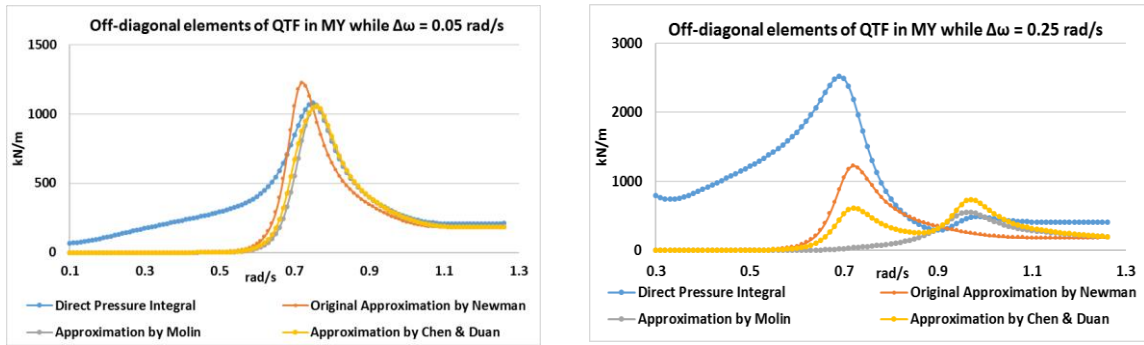 Off-diagonal elements of QTF in MY while Δω = 0.05 rad/s
1500
1000
500
0
kN/m
0.1 0.3 0.5 0.7 0.9 1.1 1.3
rad/s
Direct Pressure Integral Original Approximation by Newman
Approximation by Molin Approximation by Chen & Duan
Off-diagonal elements of QTF in MY while Δω = 0.25 rad/s
3000
2000
1000
0
kN/m
0.3 0.5 0.7 0.9 1.1 1.3
rad/s
Direct Pressure Integral Original Approximation by Newman
Approximation by Molin Approximation by Chen & Duan